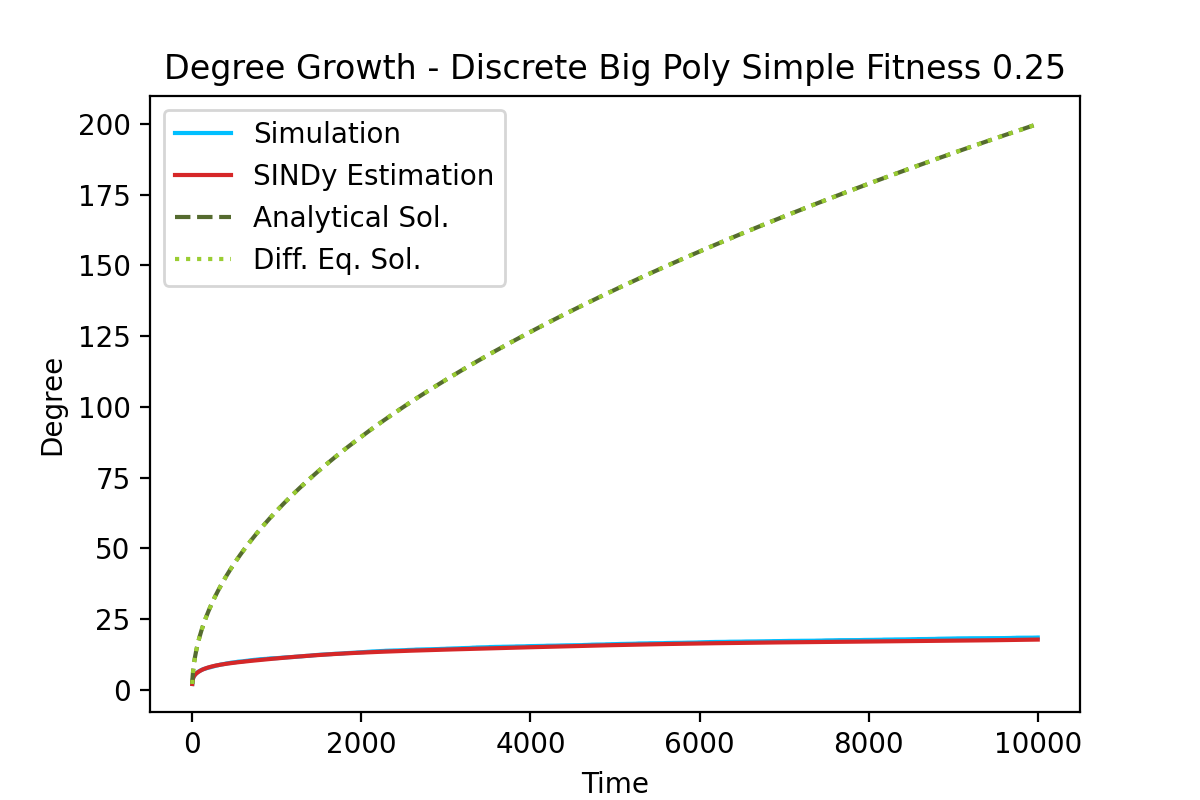 Degree Growth - Discrete Big Poly Simple Fitness 0.25
Simulation
SINDy Estimation
Analytical Sol.
Diff. Eq. Sol.
200
175
150
125
100
75
50
25
0
Degree
0 2000 4000 6000 8000 10000
Time